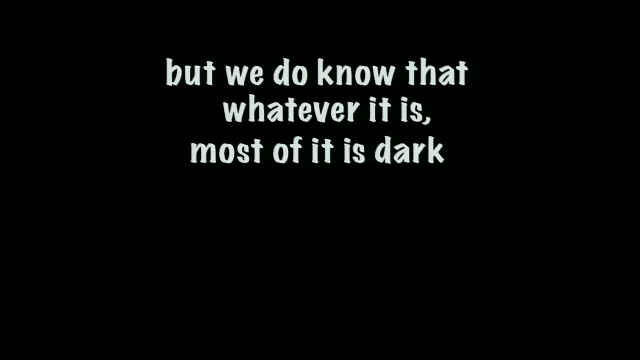 but we do know that
whatever it is,
most of it is dark